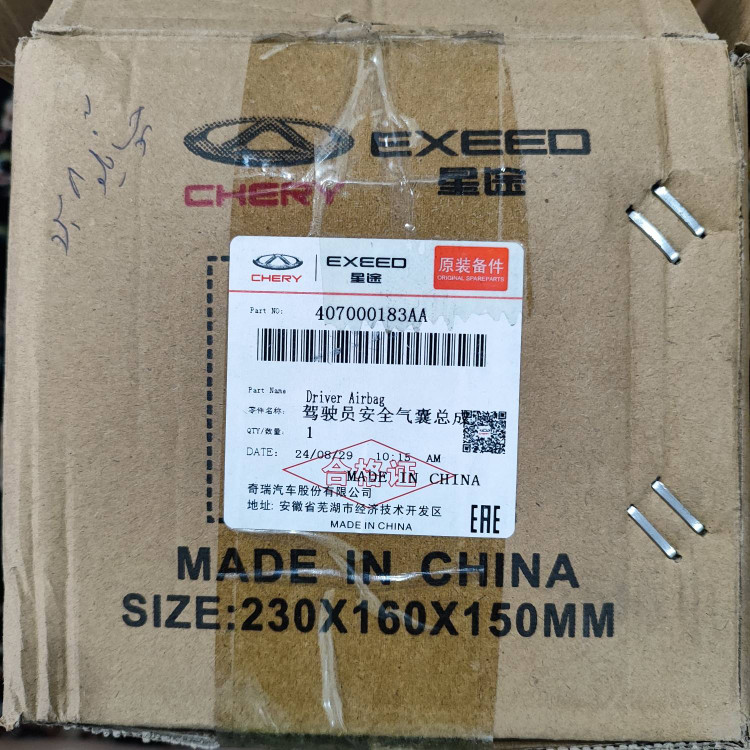 CHERY
EXEED
星途
CHERY
EXEED
星途
原装备件
ORIGINAL SPAREPARTS
Part NO: 407000183AA
Part Name Driver Airbag
零件名称: 驾驶员安全气囊总成
QTY/数量: 1
DATE: 24/08/29 10:15 AM
合格证
MADE IN CHINA
奇瑞汽车股份有限公司
地址: 安徽省芜湖市经济技术开发区
MADE IN CHINA
EAC
MADE IN CHINA
SIZE:230X160X150MM